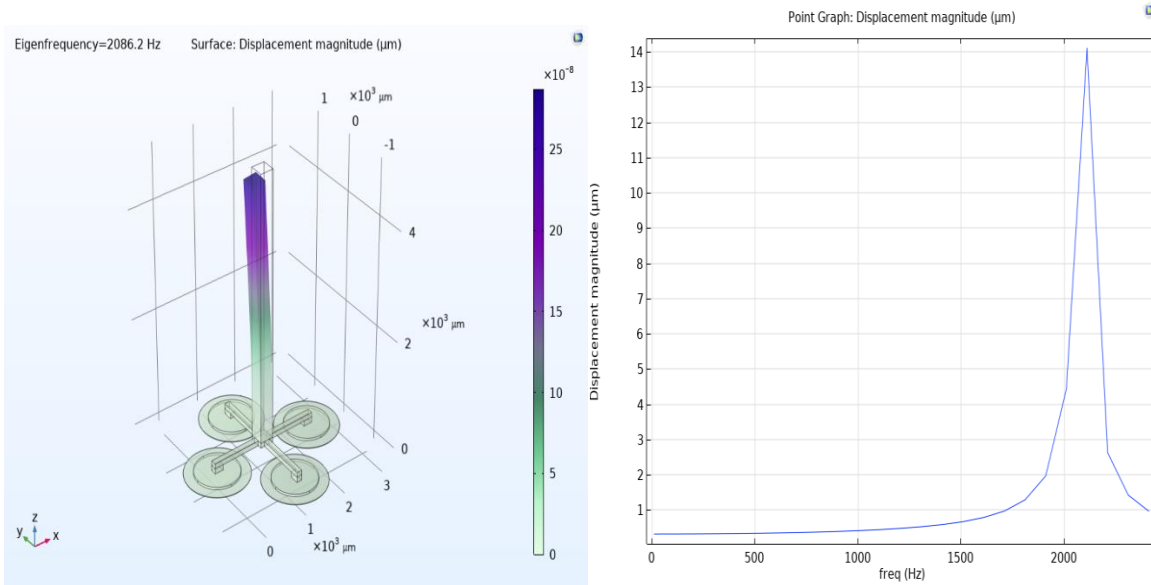 Eigenfrequency=2086.2 Hz Surface: Displacement magnitude (μm)
×10⁻⁸
25
20
15
10
5
0
1 ×10³ μm
0
-1
4
×10³ μm
2
0
3
2
1
×10³ μm
0
z
y
x
Point Graph: Displacement magnitude (μm)
Displacement magnitude (μm)
14
13
12
11
10
9
8
7
6
5
4
3
2
1
0 500 1000 1500 2000
freq (Hz)